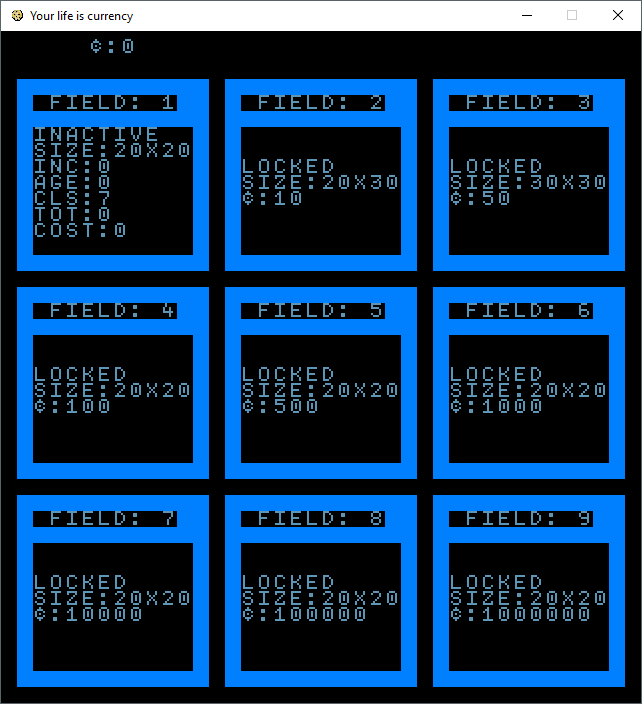 Your life is currency
¢:0
FIELD: 1
INACTIVE
SIZE:20X20
INC:0
AGE:0
CLS:7
TOT:0
COST:0
FIELD: 2
LOCKED
SIZE:20X30
¢:10
FIELD: 3
LOCKED
SIZE:30X30
¢:50
FIELD: 4
LOCKED
SIZE:20X20
¢:100
FIELD: 5
LOCKED
SIZE:20X20
¢:500
FIELD: 6
LOCKED
SIZE:20X20
¢:1000
FIELD: 7
LOCKED
SIZE:20X20
¢:10000
FIELD: 8
LOCKED
SIZE:20X20
¢:100000
FIELD: 9
LOCKED
SIZE:20X20
¢:1000000